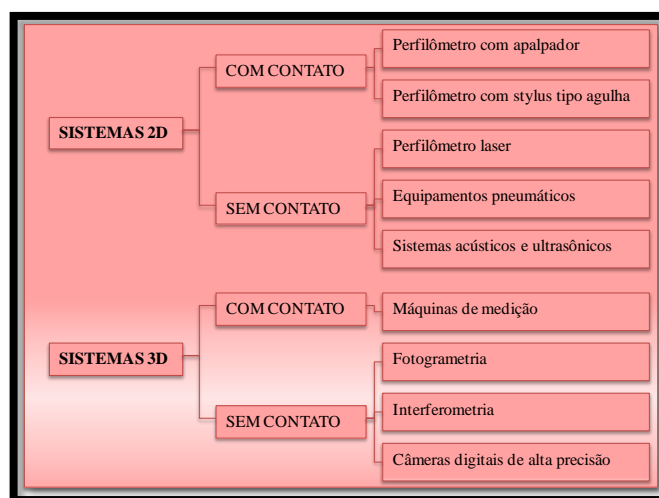 SISTEMAS 2D
COM CONTATO
Perfilômetro com apalpador
Perfilômetro com stylus tipo agulha
SEM CONTATO
Perfilômetro laser
Equipamentos pneumáticos
Sistemas acústicos e ultrasônicos
SISTEMAS 3D
COM CONTATO
Máquinas de medição
SEM CONTATO
Fotogrametria
Interferometria
Câmeras digitais de alta precisão